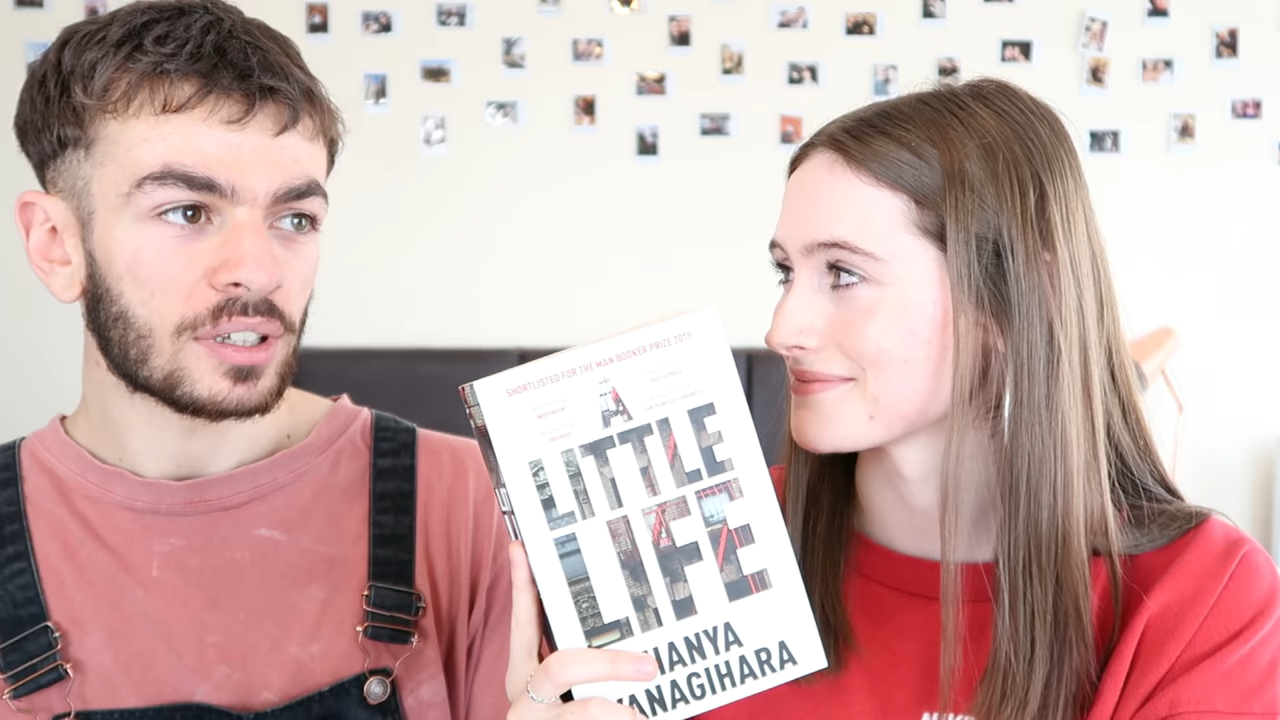 SHORTLISTED FOR THE MAN BOOKER PRIZE 2015
A
LITTLE
LIFE
HANYA
YANAGIHARA